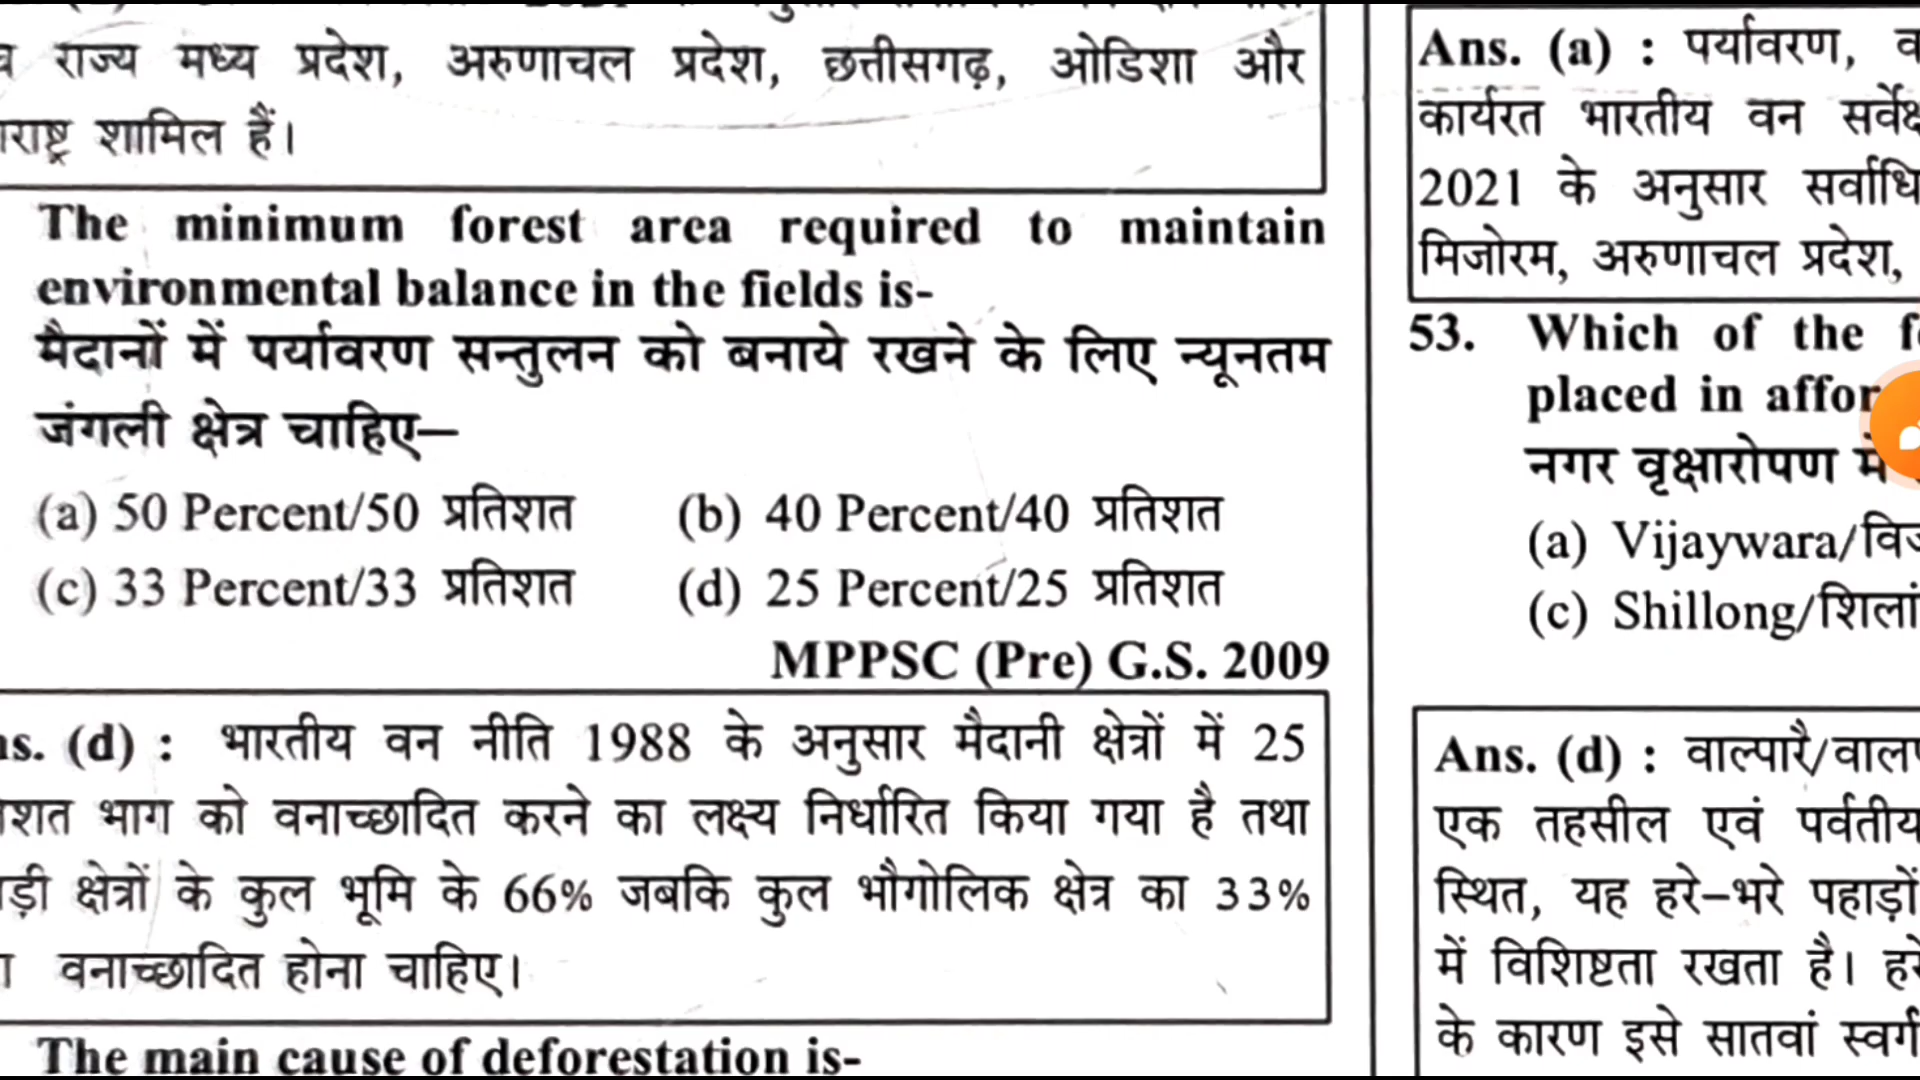 राज्य मध्य प्रदेश, अरुणाचल प्रदेश, छत्तीसगढ़, ओडिशा और
शामिल हैं।
The minimum forest area required to maintain
environmental balance in the fields is-
मैदानों में पर्यावरण सन्तुलन को बनाये रखने के लिए न्यूनतम
जंगली क्षेत्र चाहिए–
(a) 50 Percent/50 प्रतिशत (b) 40 Percent/40 प्रतिशत
(c) 33 Percent/33 प्रतिशत (d) 25 Percent/25 प्रतिशत
MPPSC (Pre) G.S. 2009
(d) : भारतीय वन नीति 1988 के अनुसार मैदानी क्षेत्रों में 25
भाग को वनाच्छादित करने का लक्ष्य निर्धारित किया गया है तथा
क्षेत्रों के कुल भूमि के 66% जबकि कुल भौगोलिक क्षेत्र का 33%
वनाच्छादित होना चाहिए।
The main cause of deforestation is-
Ans. (a) : पर्यावरण,
कार्यरत भारतीय वन
2021 के अनुसार
मिजोरम, अरुणाचल प्रदेश,
53. Which of the
placed in
नगर वृक्षारोपण में
(a) Vijaywara/
(c) Shillong/
Ans. (d) : वाल्पारै/
एक तहसील एवं पर्वतीय
स्थित, यह हरे–भरे पहाड़ों
में विशिष्टता रखता है।
के कारण इसे सातवां स्वर्ग